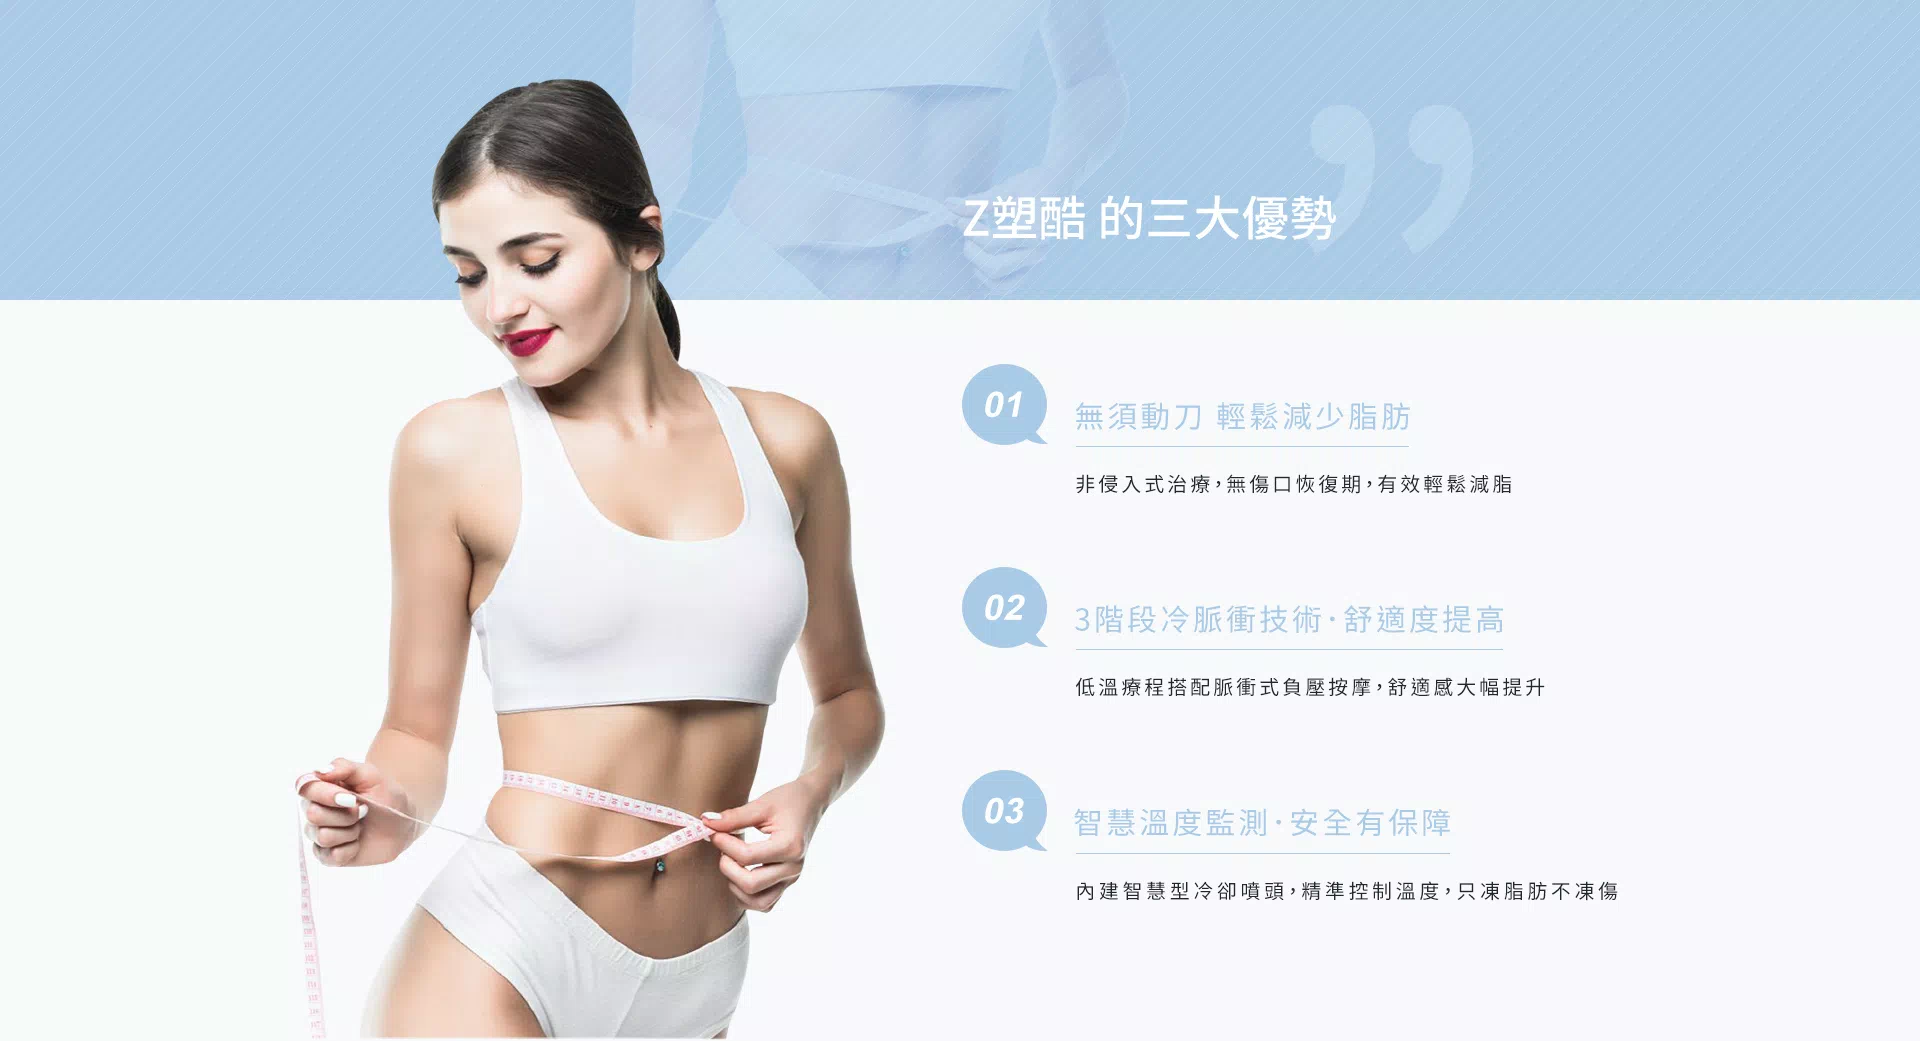 Z塑酷 的三大優勢
01
無須動刀 輕鬆減少脂肪
非侵入式治療，無傷口恢復期，有效輕鬆減脂
02
3階段冷脈衝技術·舒適度提高
低溫療程搭配脈衝式負壓按摩，舒適感大幅提升
03
智慧溫度監測·安全有保障
內建智慧型冷卻噴頭，精準控制溫度，只凍脂肪不凍傷